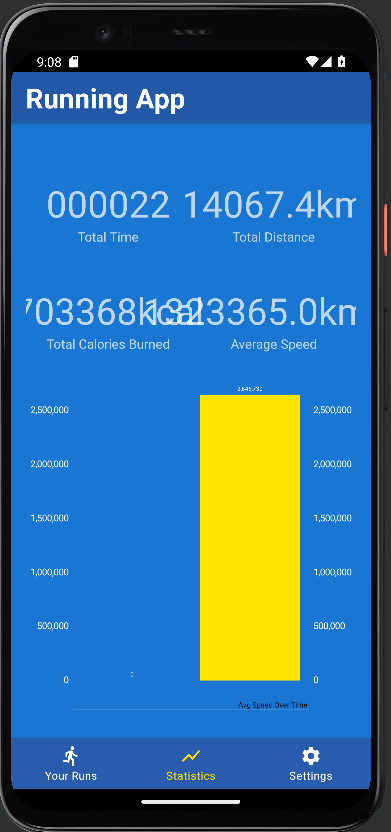 9:08
Running App
000022 14067.4km
Total Time Total Distance
703368kcal 3365.0km
Total Calories Burned Average Speed
2,500,000 2,500,000
2,000,000 2,000,000
1,500,000 1,500,000
1,000,000 1,000,000
500,000 500,000
0 0 0
Avg Speed Over Time
Your Runs Statistics Settings